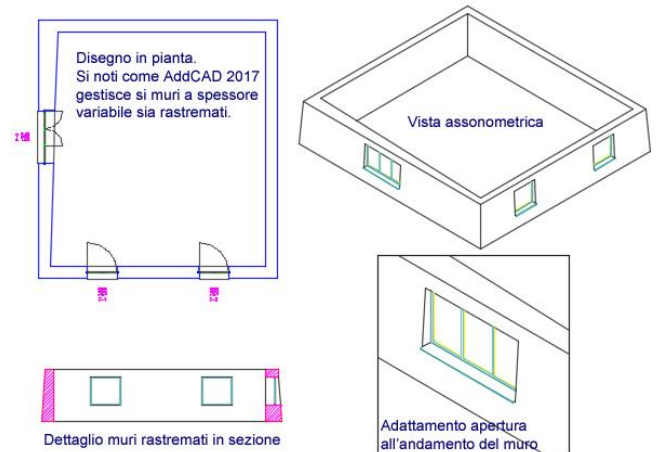 Disegno in pianta.
Si noti come AddCAD 2017
gestisce si muri a spessore
variabile sia rastremati.
Vista assonometrica
Dettaglio muri rastremati in sezione
Adattamento apertura
all'andamento del muro